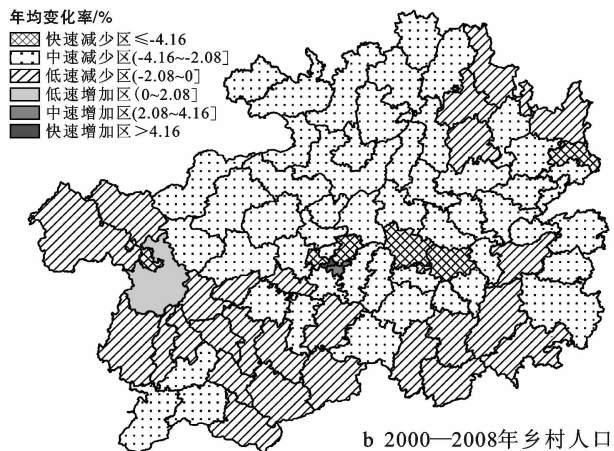 年均变化率/%
快速减少区≤-4.16
中速减少区(-4.16~-2.08]
低速减少区(-2.08~0]
低速增加区(0~2.08]
中速增加区(2.08~4.16]
快速增加区>4.16
b 2000—2008年乡村人口